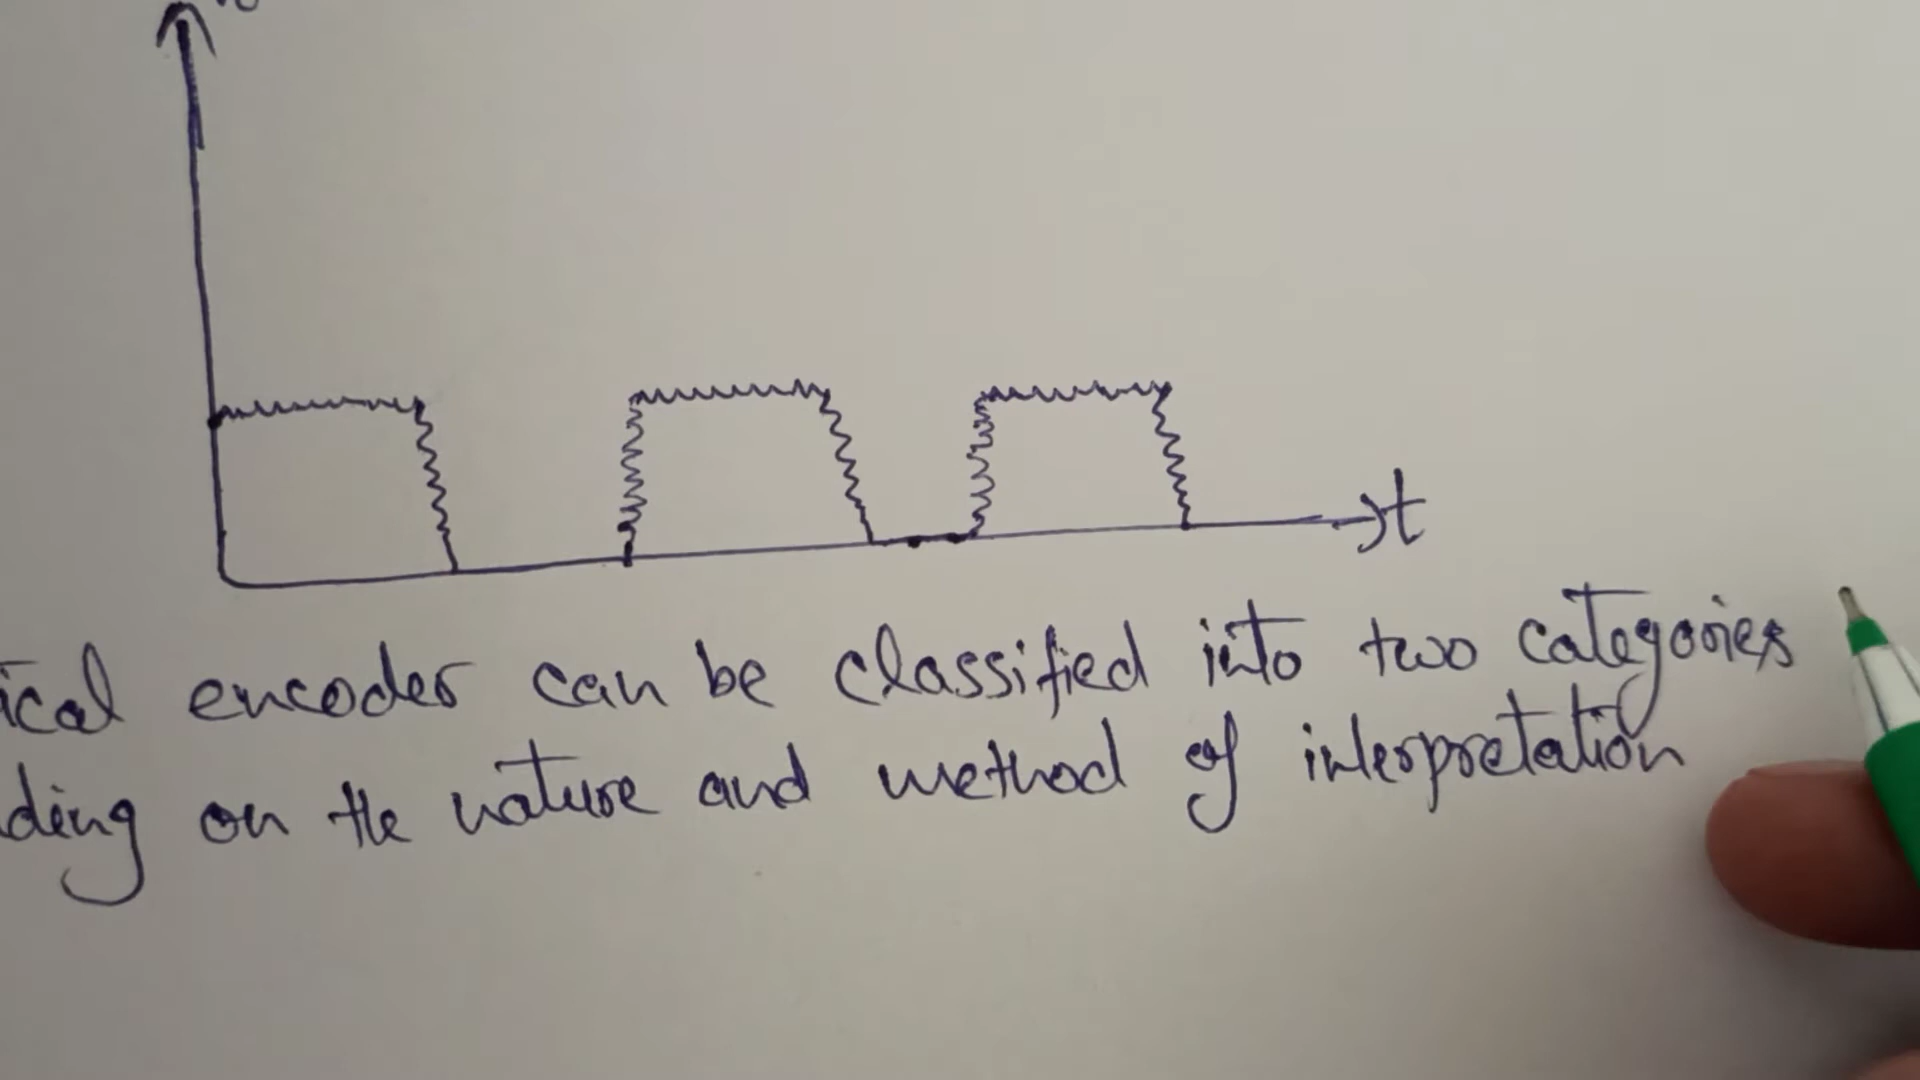 t
ical encoder can be classified into two categories
ding on the nature and method of interpretation